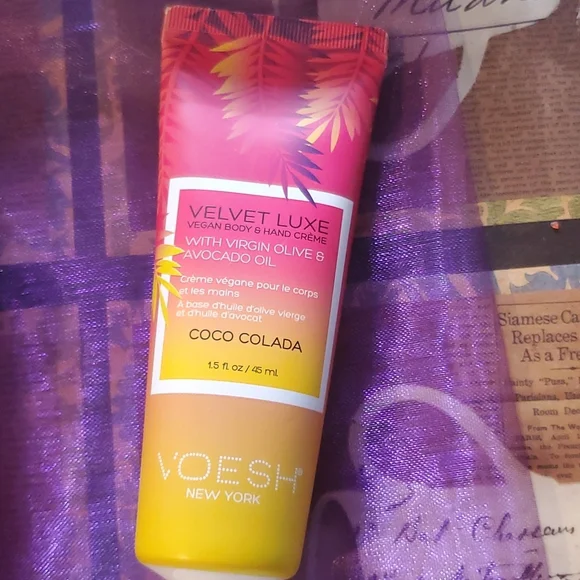 VELVET LUXE
VEGAN BODY & HAND CRÈME
WITH VIRGIN OLIVE &
AVOCADO OIL
Crème végane pour le corps
et les mains
À base d'huile d'olive vierge
et d'huile d'avocat
COCO COLADA
1.5 fl. oz / 45 ml
VOESH
NEW YORK
Siamese Ca
Replaces
As a Fr
From The